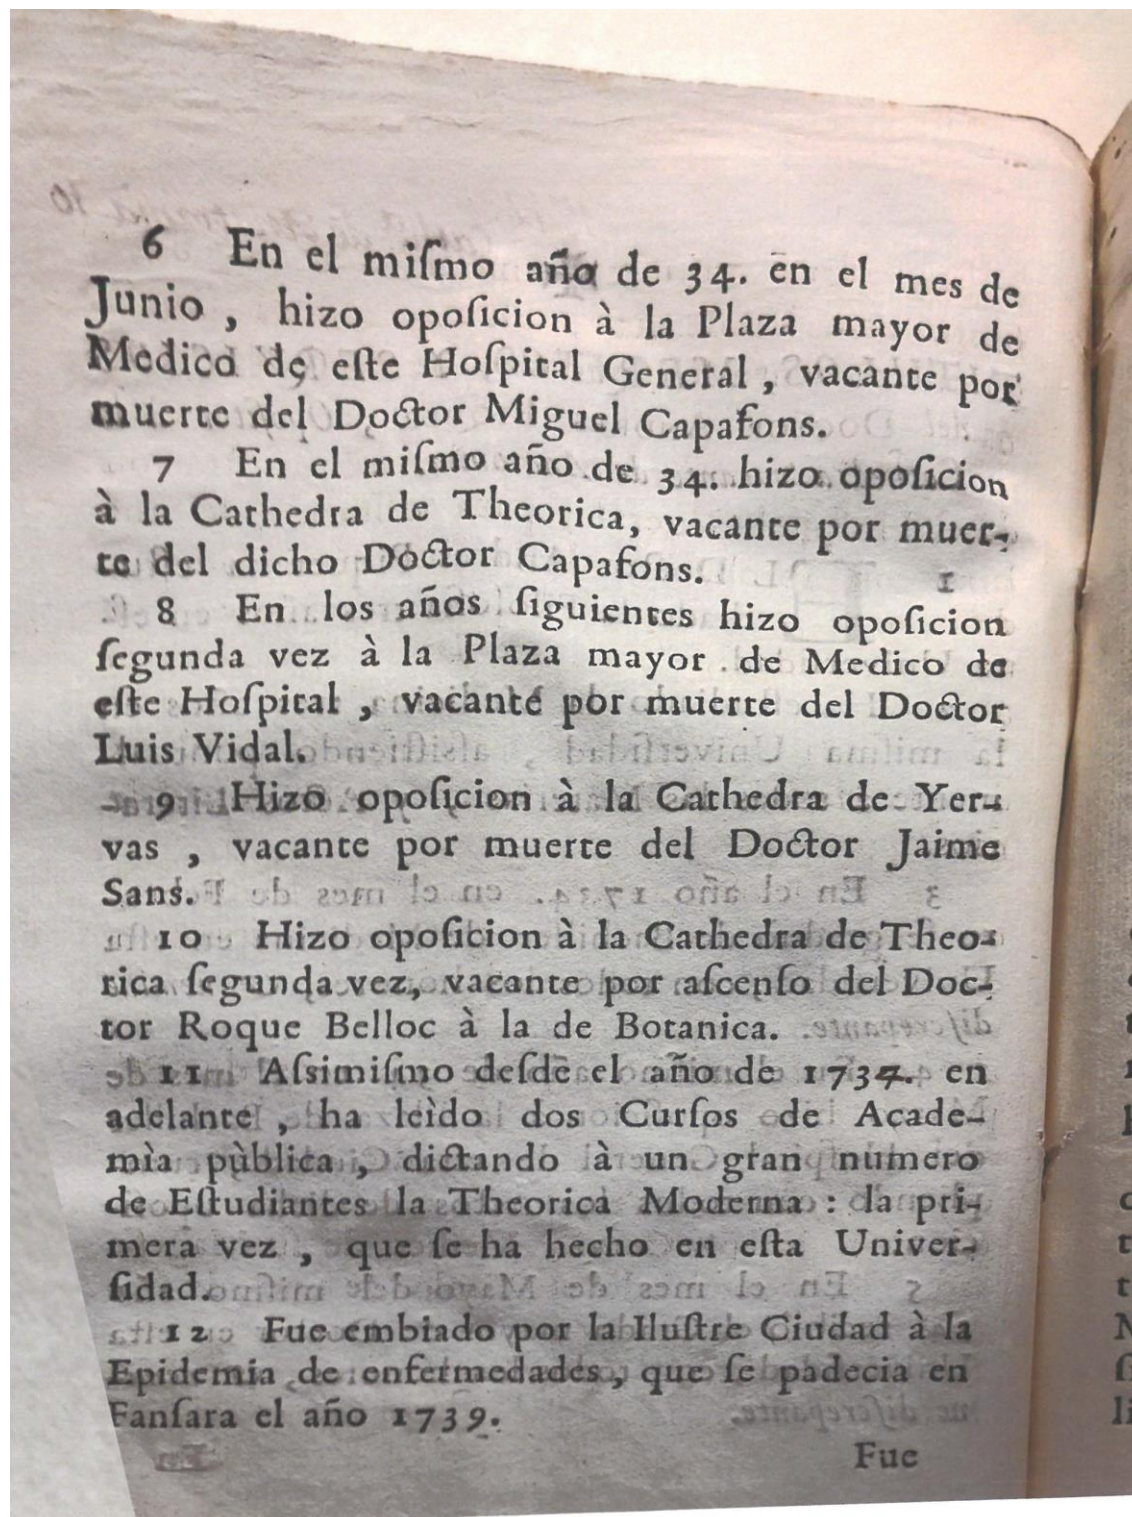 6 En el miſmo año de 34. en el mes de
Junio, hizo opoſicion à la Plaza mayor de
Medico de eſte Hoſpital General, vacante por
muerte del Doctor Miguel Capafons.
7 En el miſmo año de 34. hizo opoſicion
à la Cathedra de Theorica, vacante por muer-
te del dicho Doctor Capafons.
8 En los años ſiguientes hizo opoſicion
ſegunda vez à la Plaza mayor de Medico de
eſte Hoſpital, vacante por muerte del Doctor
Luis Vidal.
9 Hizo opoſicion à la Cathedra de Yer-
vas, vacante por muerte del Doctor Jaime
Sans.
10 Hizo opoſicion à la Cathedra de Theo-
rica ſegunda vez, vacante por aſcenſo del Doc-
tor Roque Belloc à la de Botanica.
11 Aſsimiſmo deſde el año de 1737. en
adelante, ha leìdo dos Curſos de Acade-
mìa pùblica, dictando à un gran numero
de Eſtudiantes la Theorica Moderna: la pri-
mera vez, que ſe ha hecho en eſta Univer-
ſidad.
12 Fue embiado por la Iluſtre Ciudad à la
Epidemia de enfermedades, que ſe padecia en
Fanſara el año 1739.
Fue